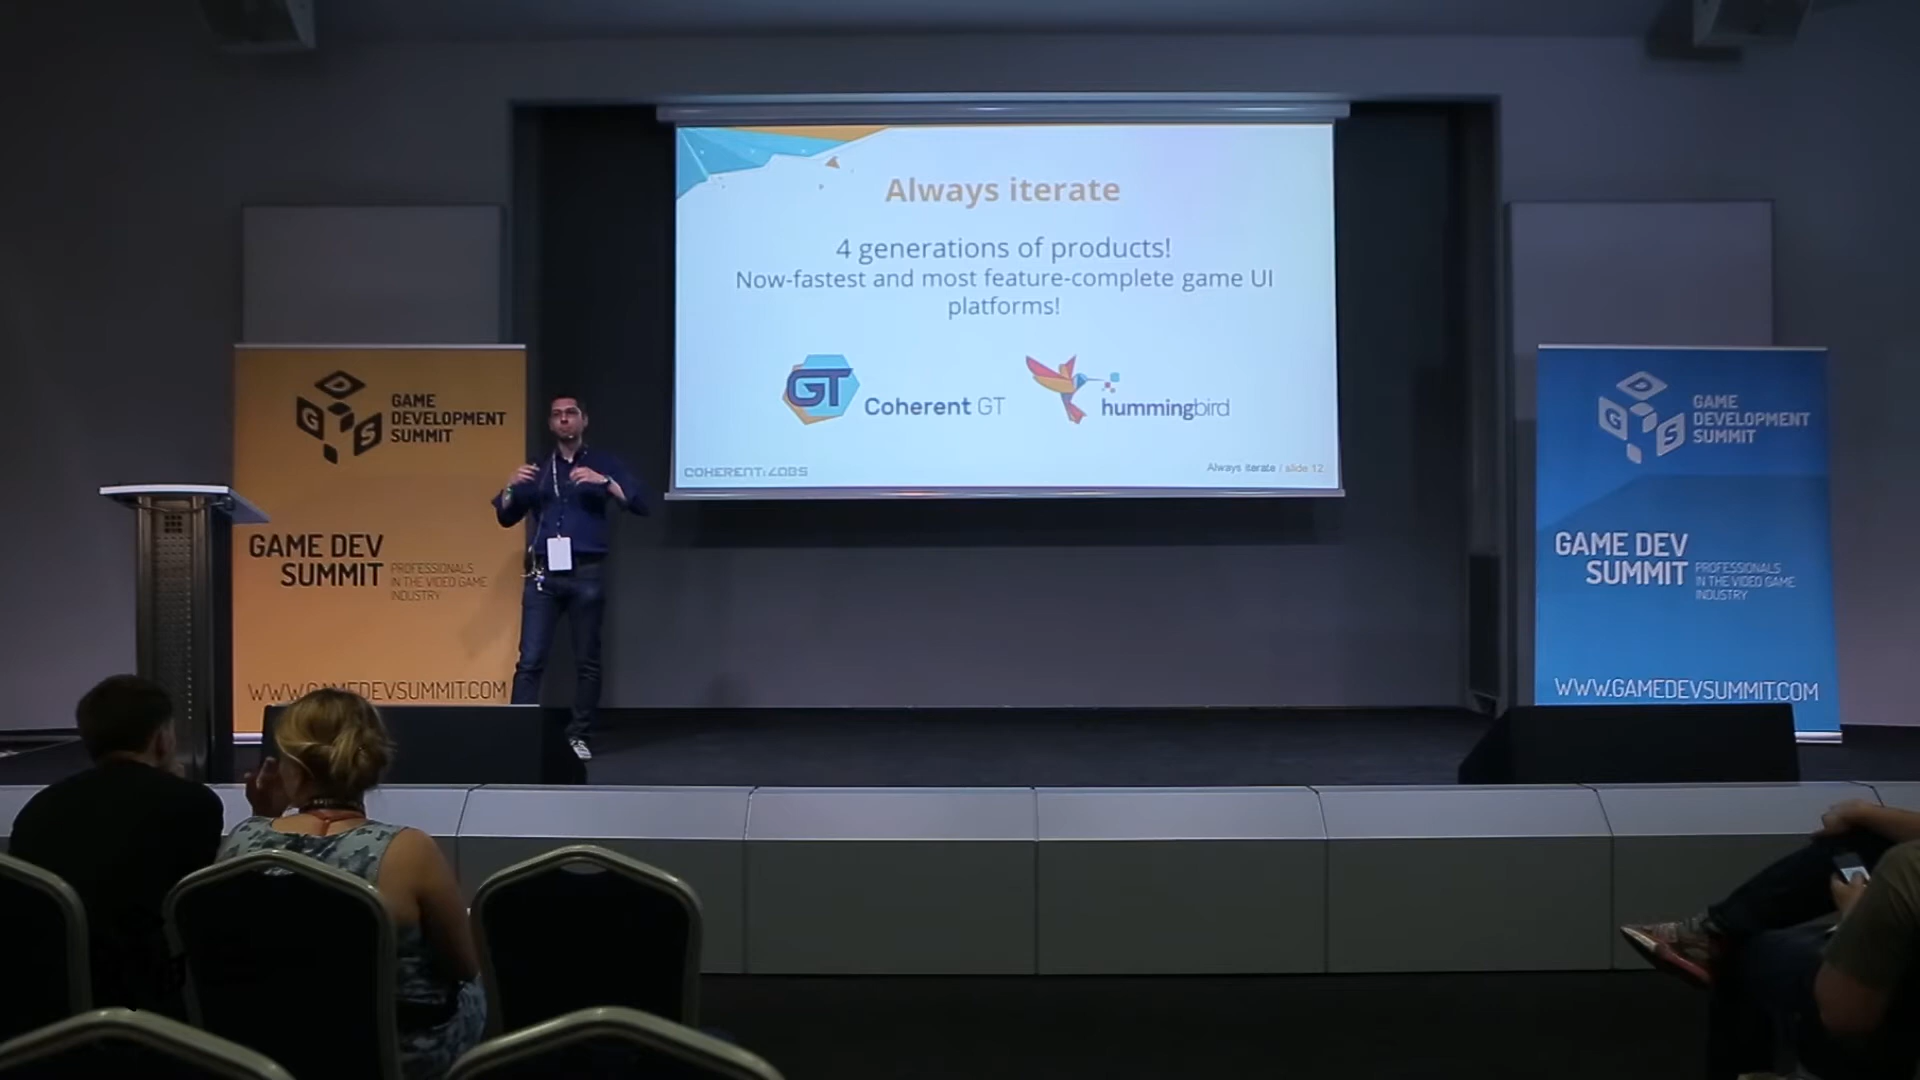 Always iterate
4 generations of products!
Now-fastest and most feature-complete game UI
platforms!
GT
Coherent GT
hummingbird
COHERENT:LABS
Always iterate / slide 12
G
D
S
GAME
DEVELOPMENT
SUMMIT
GAME DEV
SUMMIT
PROFESSIONALS
IN THE VIDEO GAME
INDUSTRY
WWW.GAMEDEVSUMMIT.COM
G
D
S
GAME
DEVELOPMENT
SUMMIT
GAME DEV
SUMMIT
PROFESSIONALS
IN THE VIDEO GAME
INDUSTRY
WWW.GAMEDEVSUMMIT.COM